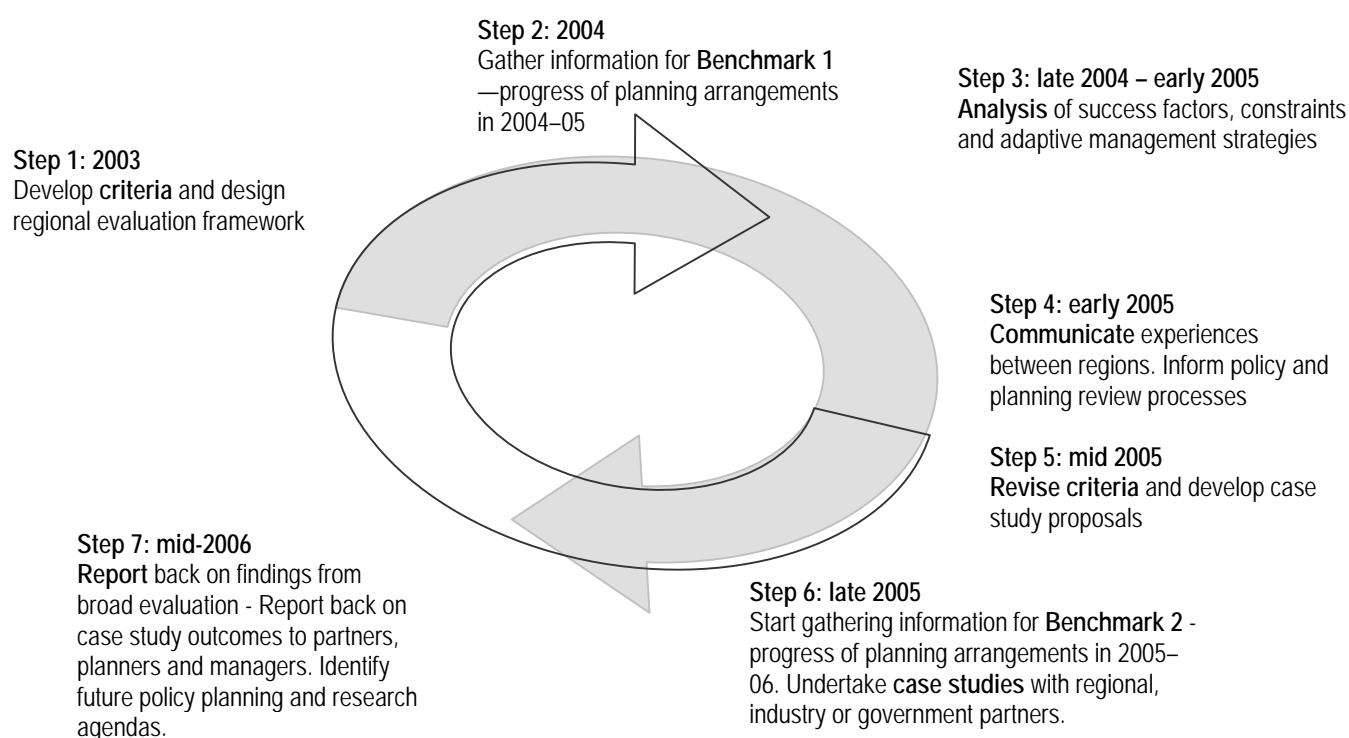 Step 1: 2003
Develop criteria and design
regional evaluation framework
Step 2: 2004
Gather information for Benchmark 1
—progress of planning arrangements
in 2004–05
Step 3: late 2004 – early 2005
Analysis of success factors, constraints
and adaptive management strategies
Step 4: early 2005
Communicate experiences
between regions. Inform policy and
planning review processes
Step 5: mid 2005
Revise criteria and develop case
study proposals
Step 6: late 2005
Start gathering information for Benchmark 2 -
progress of planning arrangements in 2005–
06. Undertake case studies with regional,
industry or government partners.
Step 7: mid-2006
Report back on findings from
broad evaluation - Report back on
case study outcomes to partners,
planners and managers. Identify
future policy planning and research
agendas.